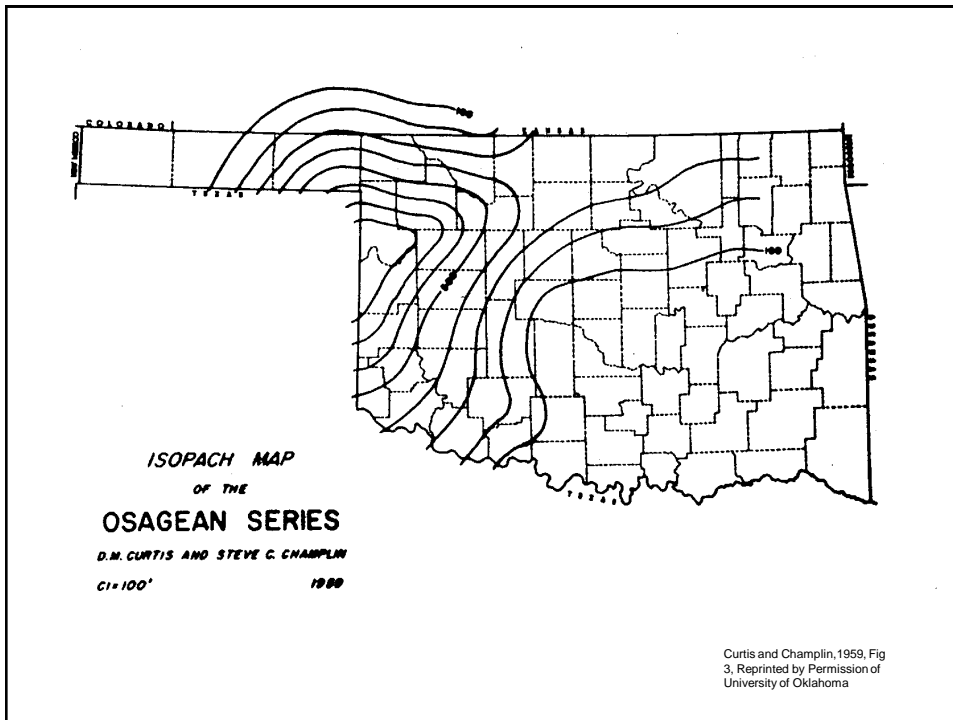 100
COLORADO
KANSAS
TEXAS
100
ISOPACH MAP
OF THE
OSAGEAN SERIES
D.M. CURTIS AND STEVE C. CHAMPLIN
CI=100'
TEXAS
ARKANSAS
Curtis and Champlin,1959, Fig
3, Reprinted by Permission of
University of Oklahoma